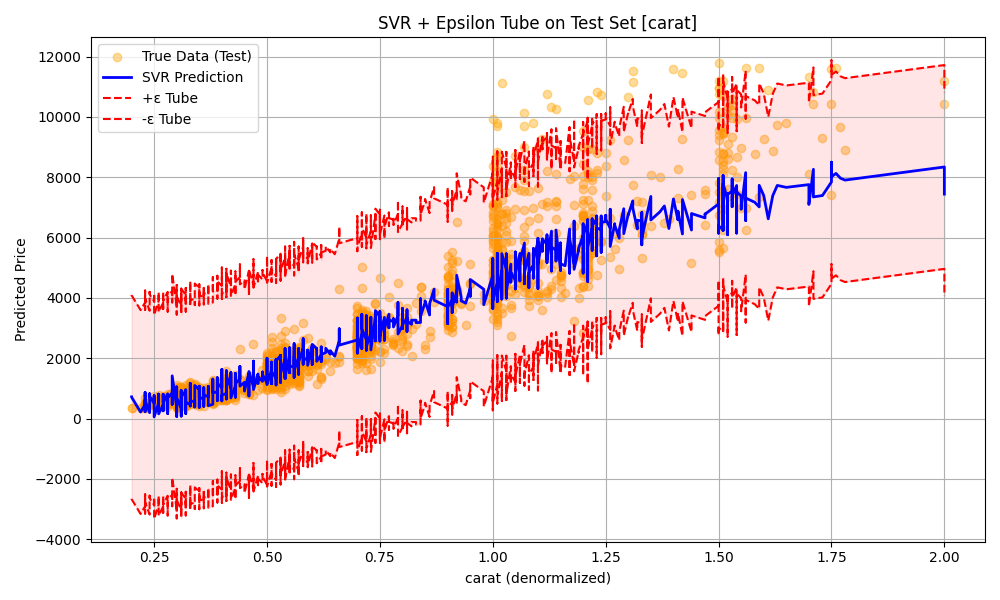 SVR + Epsilon Tube on Test Set [carat]
True Data (Test)
SVR Prediction
+ε Tube
-ε Tube
Predicted Price
12000
10000
8000
6000
4000
2000
0
−2000
−4000
0.25 0.50 0.75 1.00 1.25 1.50 1.75 2.00
carat (denormalized)